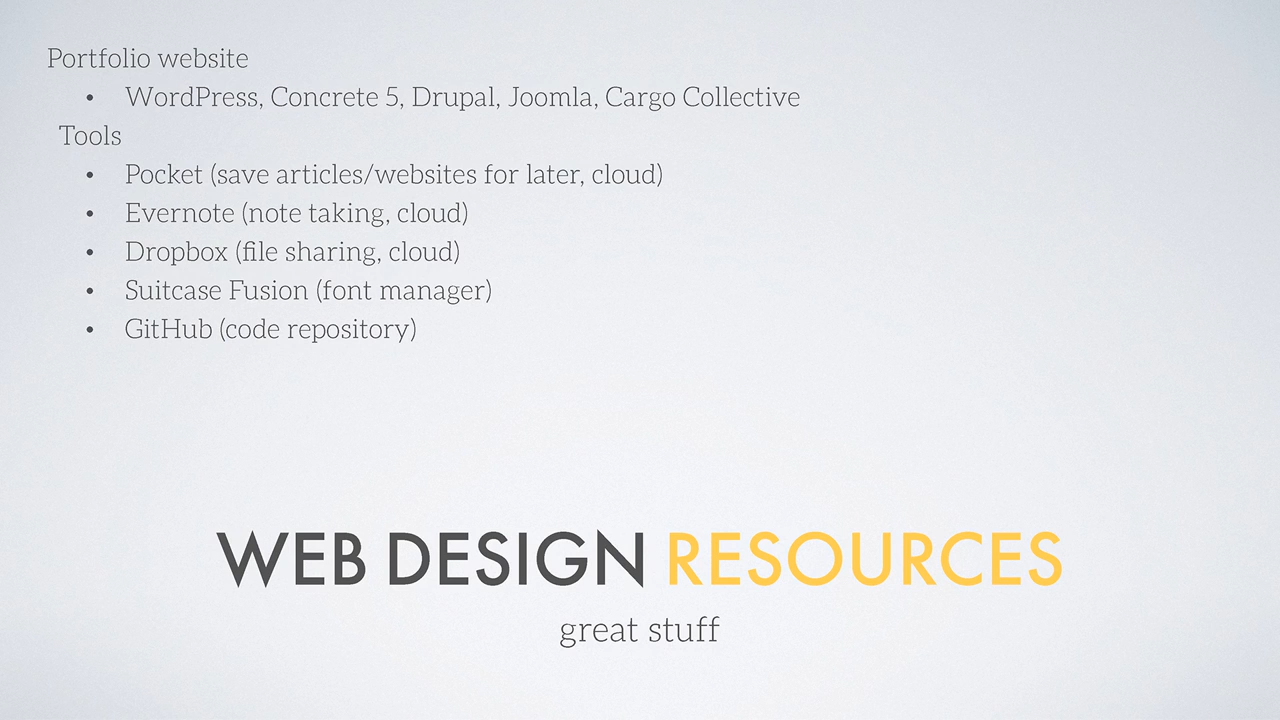 Portfolio website
• WordPress, Concrete 5, Drupal, Joomla, Cargo Collective
Tools
• Pocket (save articles/websites for later, cloud)
• Evernote (note taking, cloud)
• Dropbox (file sharing, cloud)
• Suitcase Fusion (font manager)
• GitHub (code repository)
WEB DESIGN RESOURCES
great stuff